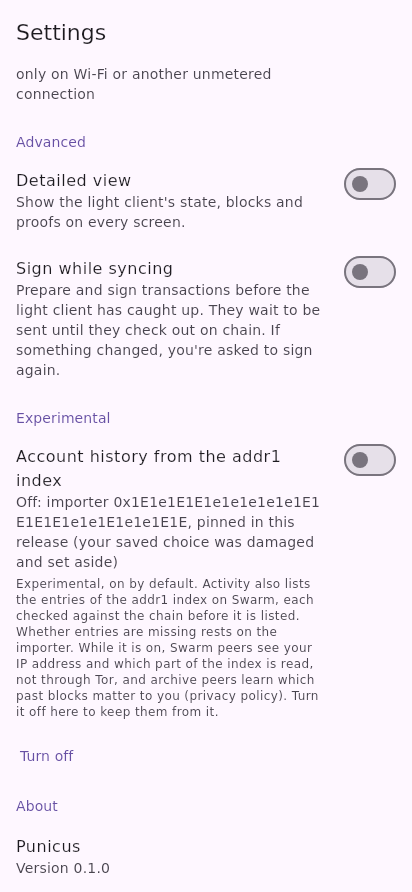 Settings
only on Wi-Fi or another unmetered
connection
Advanced
Detailed view
Show the light client's state, blocks and
proofs on every screen.
Sign while syncing
Prepare and sign transactions before the
light client has caught up. They wait to be
sent until they check out on chain. If
something changed, you're asked to sign
again.
Experimental
Account history from the addr1
index
Off: importer 0x1E1e1E1E1e1e1e1e1e1E1
E1E1E1e1e1E1e1e1E1E, pinned in this
release (your saved choice was damaged
and set aside)
Experimental, on by default. Activity also lists
the entries of the addr1 index on Swarm, each
checked against the chain before it is listed.
Whether entries are missing rests on the
importer. While it is on, Swarm peers see your
IP address and which part of the index is read,
not through Tor, and archive peers learn which
past blocks matter to you (privacy policy). Turn
it off here to keep them from it.
Turn off
About
Punicus
Version 0.1.0